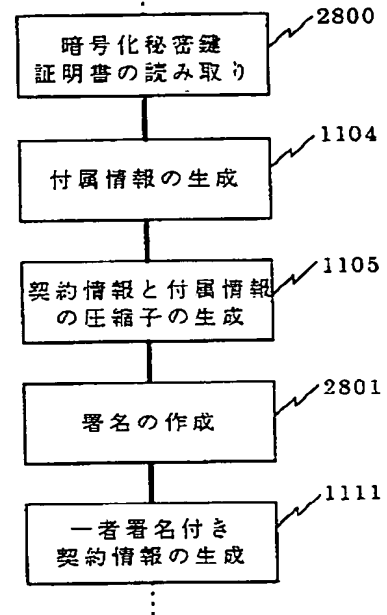 2800
暗号化秘密鍵
証明書の読み取り
1104
付属情報の生成
1105
契約情報と付属情報
の圧縮子の生成
2801
署名の作成
1111
一者署名付き
契約情報の生成